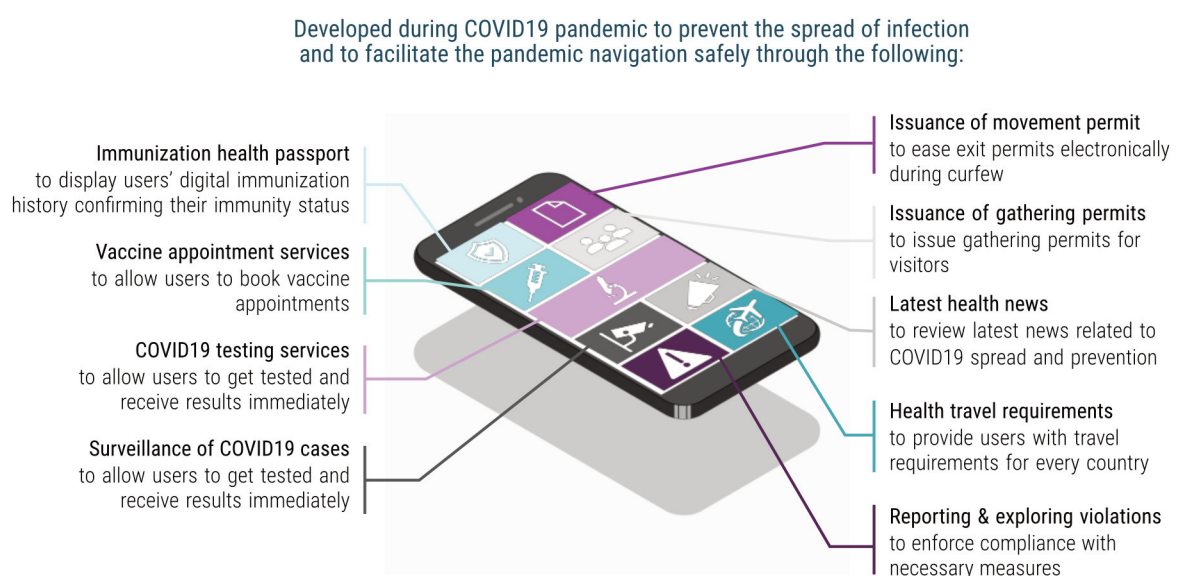 Developed during COVID19 pandemic to prevent the spread of infection
and to facilitate the pandemic navigation safely through the following:
Immunization health passport
to display users' digital immunization
history confirming their immunity status
Vaccine appointment services
to allow users to book vaccine
appointments
COVID19 testing services
to allow users to get tested and
receive results immediately
Surveillance of COVID19 cases
to allow users to get tested and
receive results immediately
Issuance of movement permit
to ease exit permits electronically
during curfew
Issuance of gathering permits
to issue gathering permits for
visitors
Latest health news
to review latest news related to
COVID19 spread and prevention
Health travel requirements
to provide users with travel
requirements for every country
Reporting & exploring violations
to enforce compliance with
necessary measures